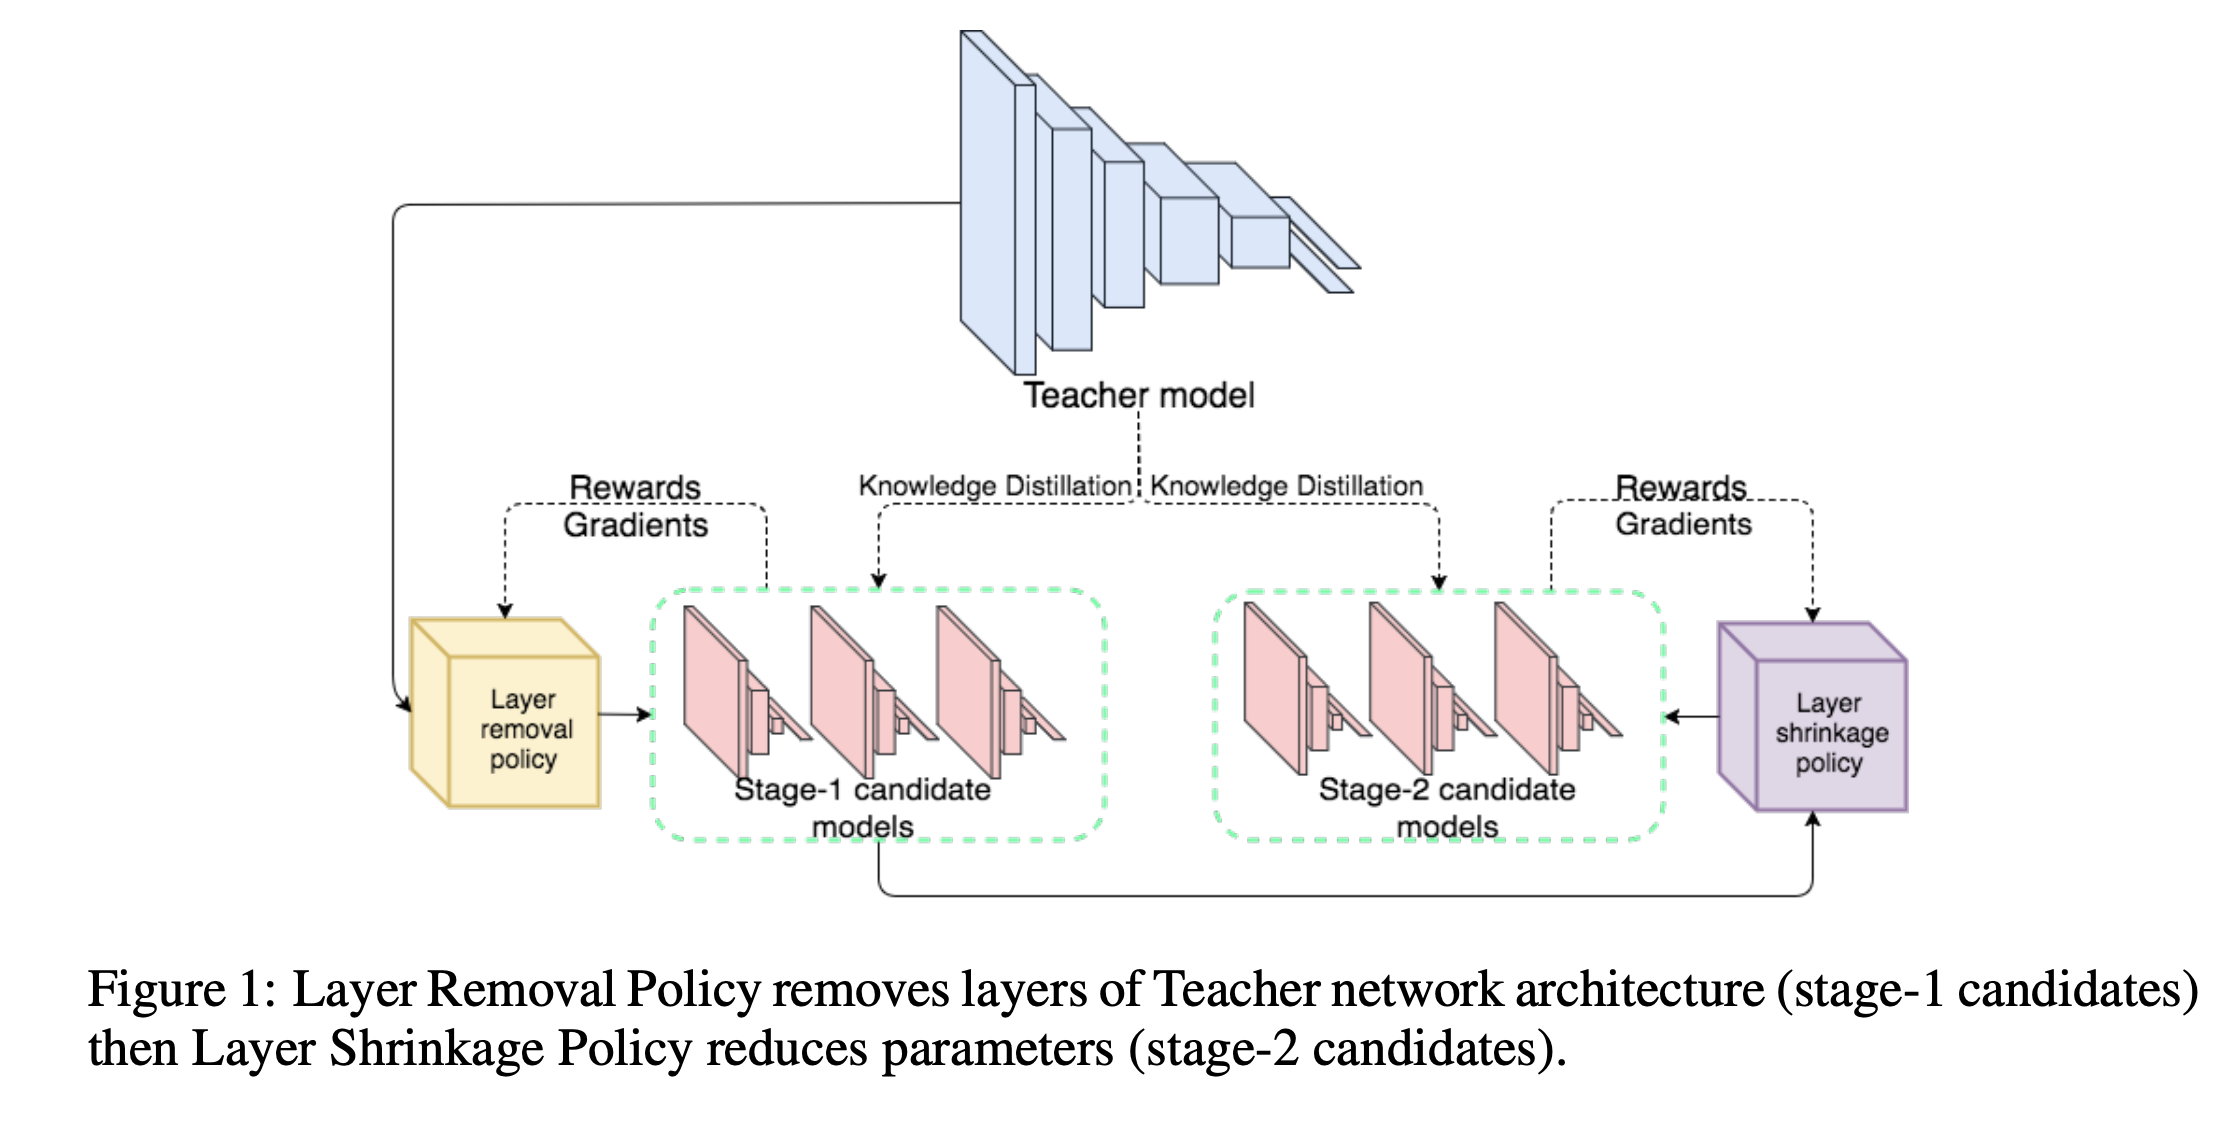 Teacher model
Rewards
Gradients
Knowledge Distillation
Knowledge Distillation
Rewards
Gradients
Layer
removal
policy
Stage-1 candidate
models
Stage-2 candidate
models
Layer
shrinkage
policy
Figure 1: Layer Removal Policy removes layers of Teacher network architecture (stage-1 candidates)
then Layer Shrinkage Policy reduces parameters (stage-2 candidates).